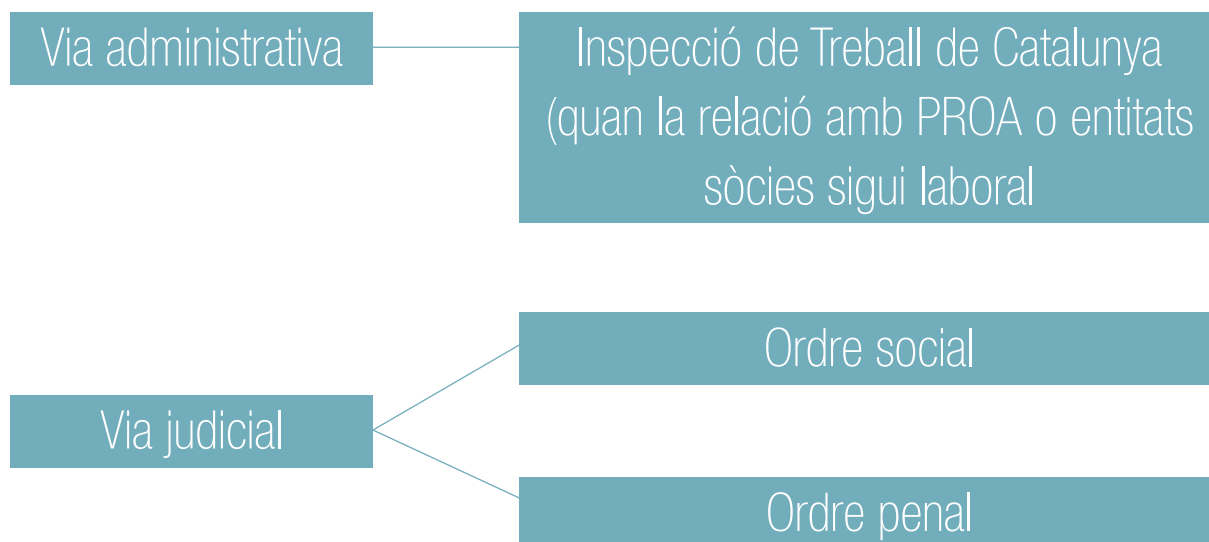 Via administrativa
Inspecció de Treball de Catalunya
(quan la relació amb PROA o entitats
sòcies sigui laboral
Ordre social
Via judicial
Ordre penal